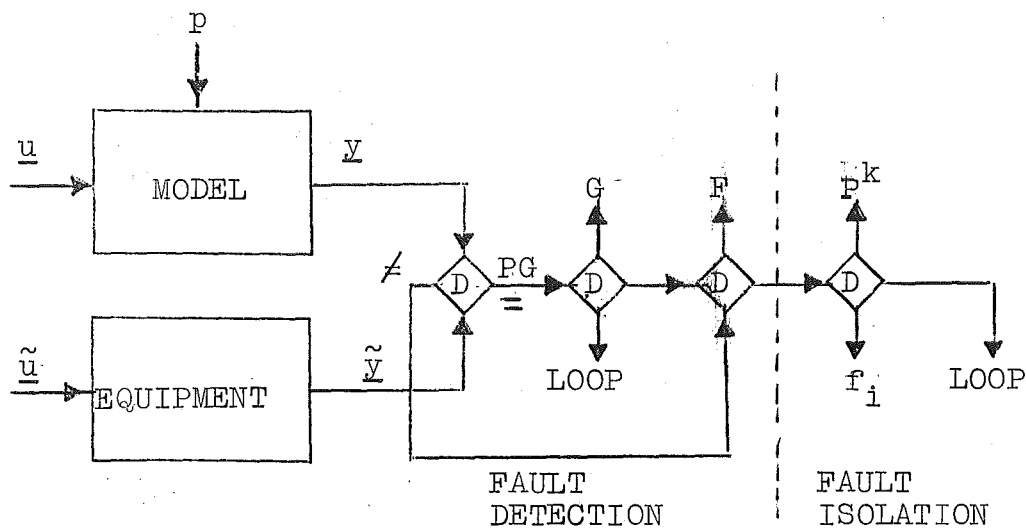 p
u
y
MODEL
G
F
P^k
≠
D
PG
=
D
D
D
ũ
EQUIPMENT
ỹ
LOOP
f_i
LOOP
FAULT
DETECTION
FAULT
ISOLATION